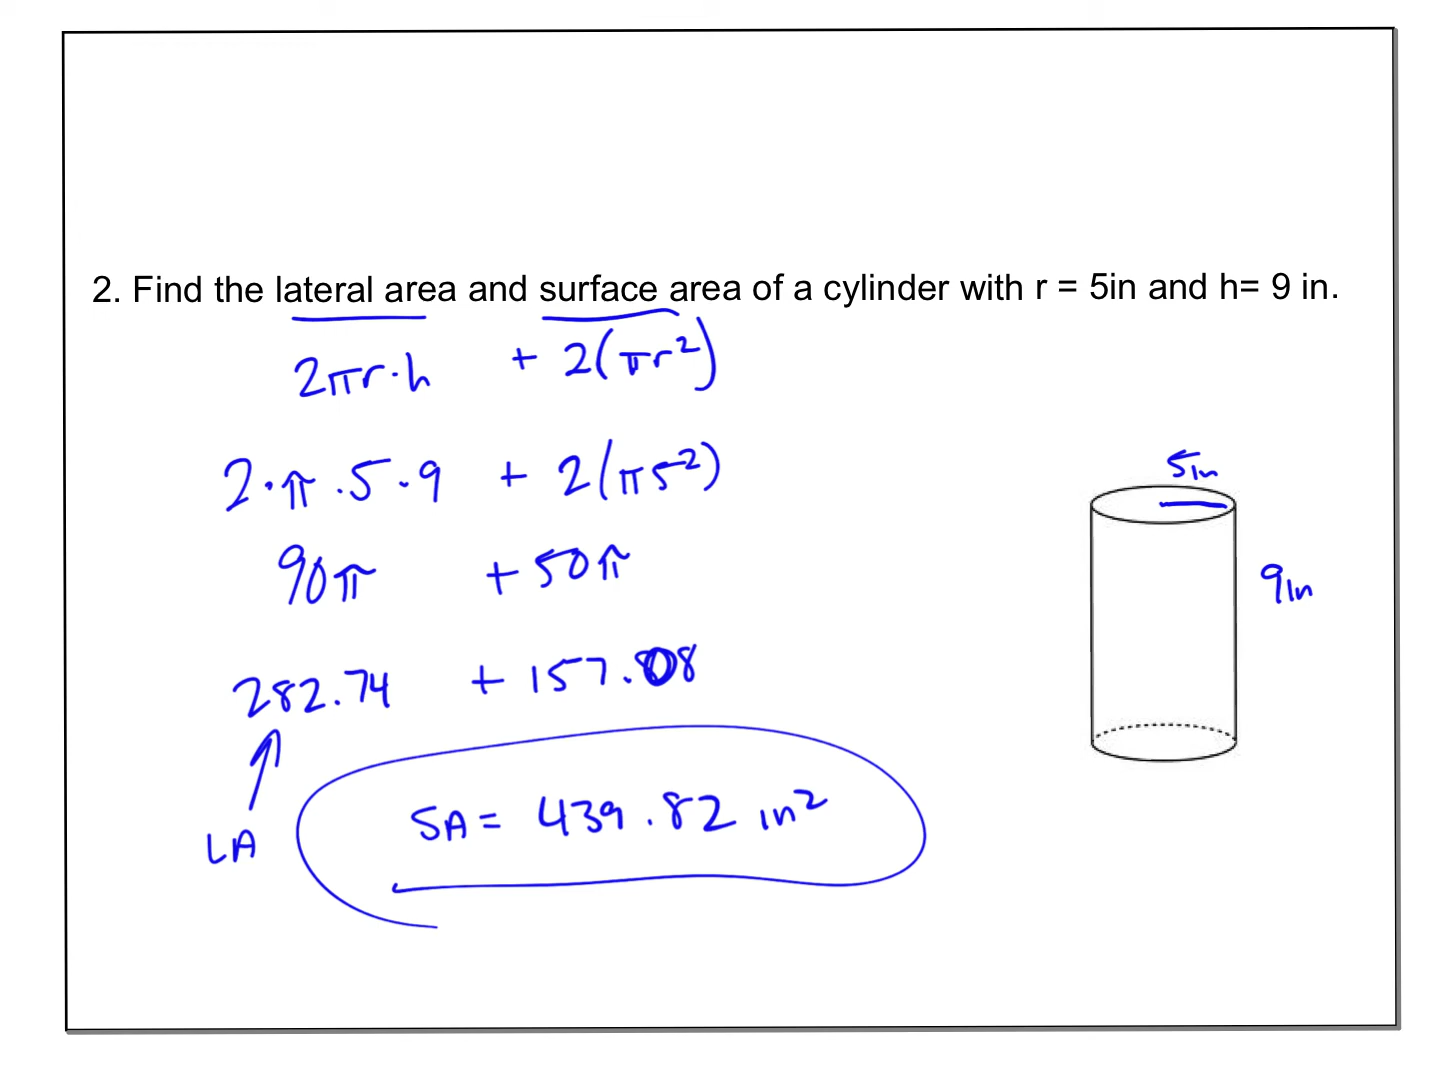 2. Find the lateral area and surface area of a cylinder with r = 5in and h= 9 in.
2πr·h + 2(πr²)
2·π·5·9 + 2(π5²)
90π + 50π
282.74 + 157.08
LA
SA = 439.82 in²
5in
9in